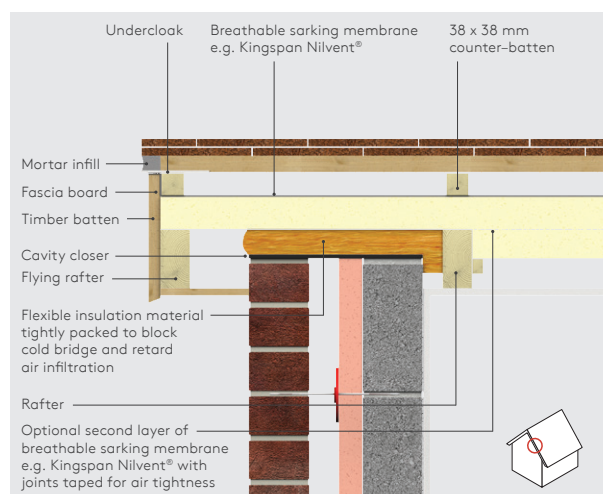 Undercloak
Breathable sarking membrane
e.g. Kingspan Nilvent®
38 x 38 mm
counter–batten
Mortar infill
Fascia board
Timber batten
Cavity closer
Flying rafter
Flexible insulation material
tightly packed to block
cold bridge and retard
air infiltration
Rafter
Optional second layer of
breathable sarking membrane
e.g. Kingspan Nilvent® with
joints taped for air tightness